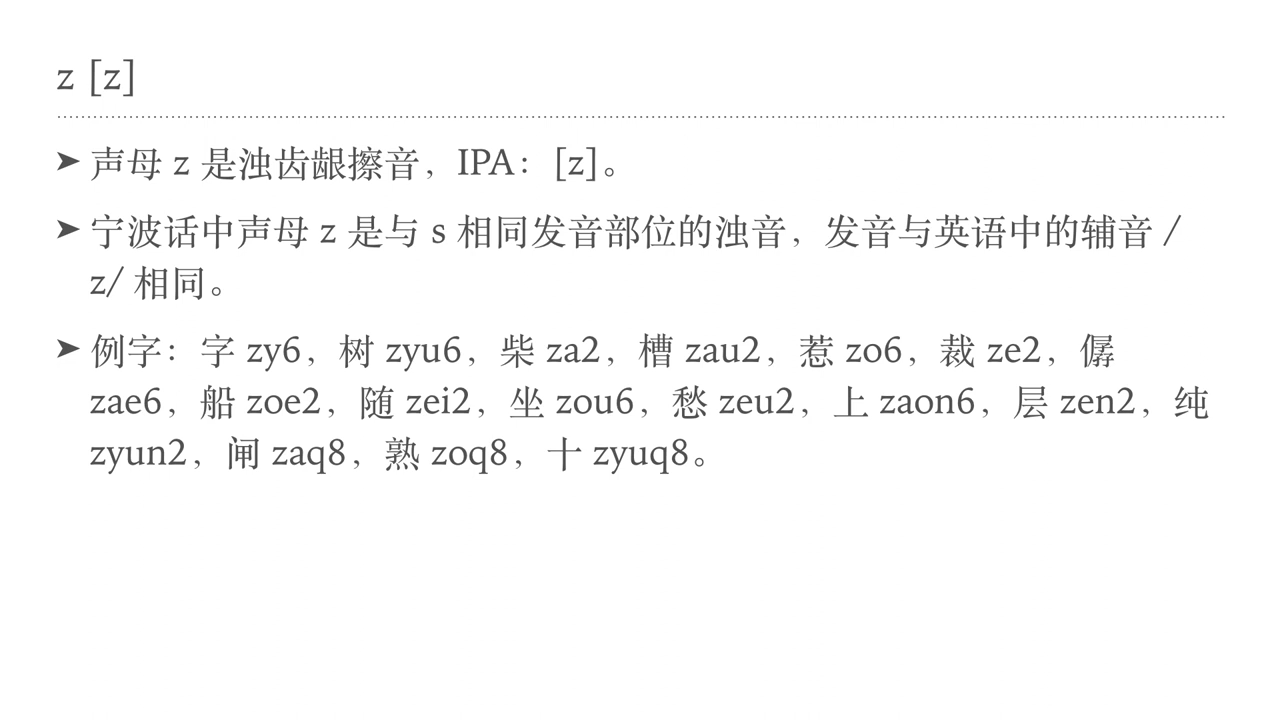 z [z]
➤ 声母 z 是浊齿龈擦音，IPA：[z]。
➤ 宁波话中声母 z 是与 s 相同发音部位的浊音，发音与英语中的辅音 /
z/ 相同。
➤ 例字：字 zy6，树 zyu6，柴 za2，槽 zau2，惹 zo6，裁 ze2，孱
zae6，船 zoe2，随 zei2，坐 zou6，愁 zeu2，上 zaon6，层 zen2，纯
zyun2，闸 zaq8，熟 zoq8，十 zyuq8。